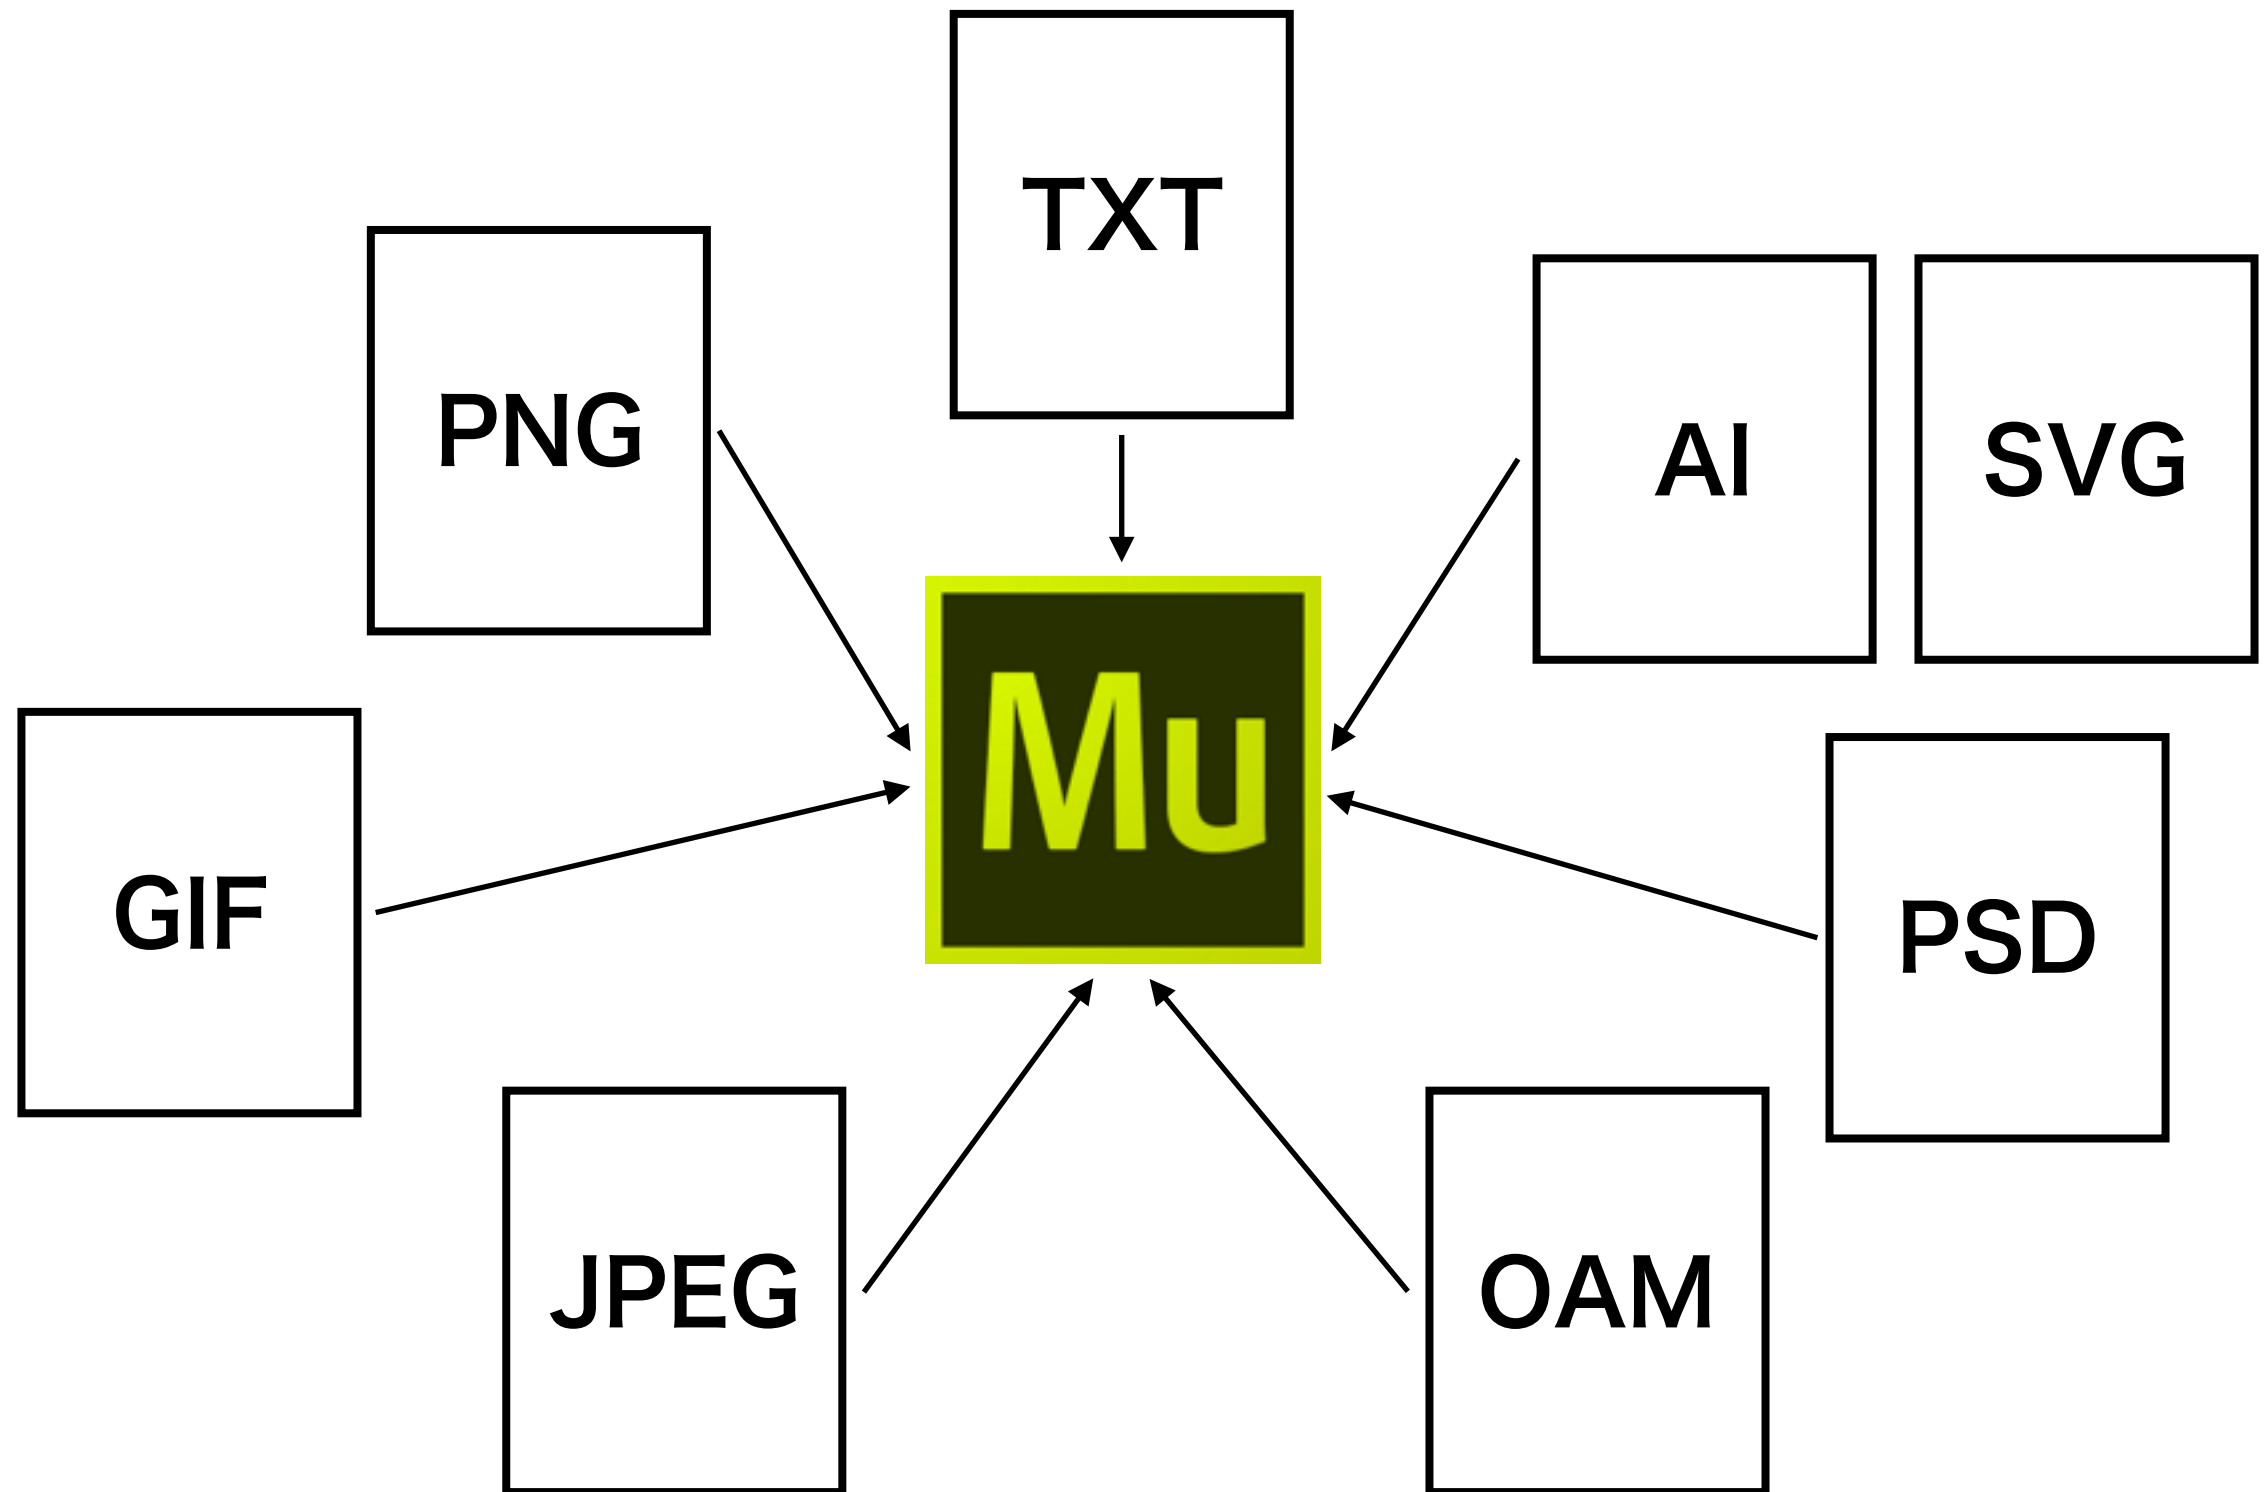 TXT
PNG
AI
SVG
Mu
GIF
PSD
JPEG
OAM